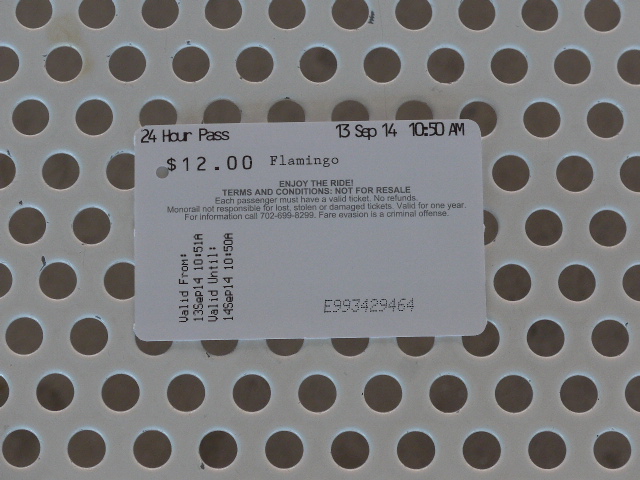 24 Hour Pass 13 Sep 14 10:50 AM
$12.00 Flamingo
ENJOY THE RIDE!
TERMS AND CONDITIONS: NOT FOR RESALE
Each passenger must have a valid ticket. No refunds.
Monorail not responsible for lost, stolen or damaged tickets. Valid for one year.
For information call 702-699-8299. Fare evasion is a criminal offense.
Valid From:
13Sep14 10:51A
Valid Until:
14Sep14 10:50A
E993429464